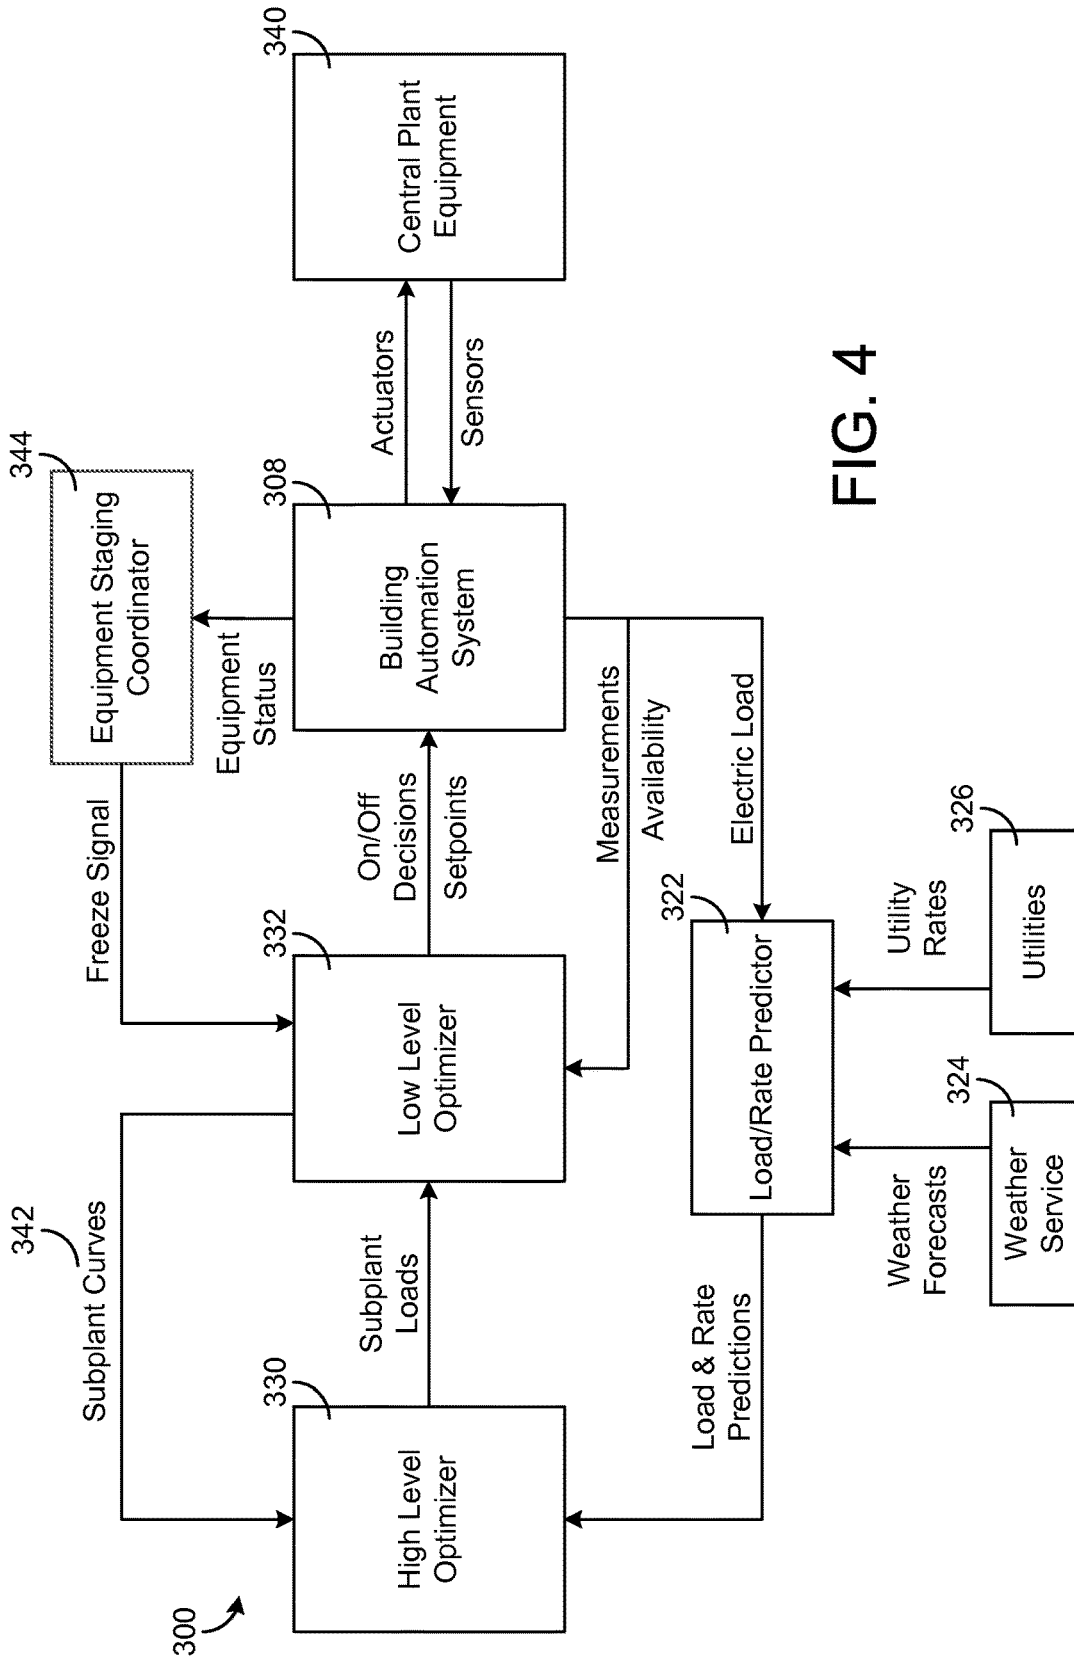 342
Subplant Curves
Freeze Signal
344
Equipment Staging
Coordinator
Equipment
Status
300
330
High Level
Optimizer
Subplant
Loads
332
Low Level
Optimizer
On/Off
Decisions
Setpoints
308
Building
Automation
System
Actuators
Sensors
340
Central Plant
Equipment
Measurements
Availability
Electric Load
Load & Rate
Predictions
322
Load/Rate Predictor
Weather
Forecasts
Utility
Rates
324
Weather
Service
326
Utilities
FIG. 4